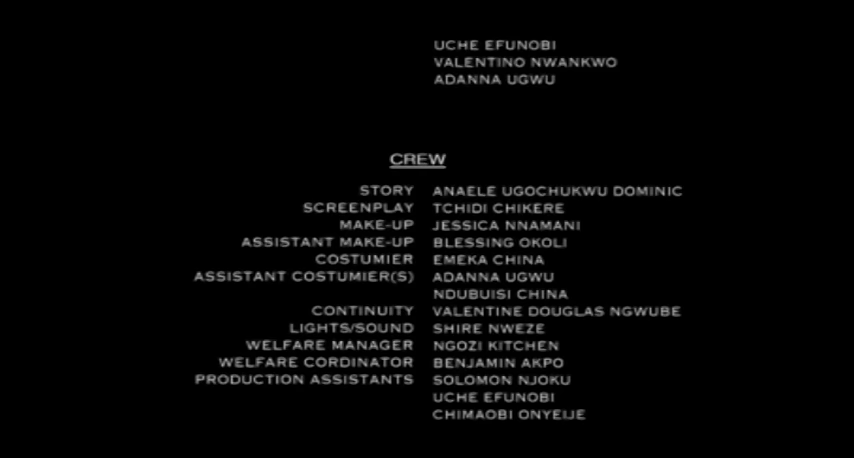 UCHE EFUNOBI
VALENTINO NWANKWO
ADANNA UGWU
CREW
STORY ANAELE UGOCHUKWU DOMINIC
SCREENPLAY TCHIDI CHIKERE
MAKE-UP JESSICA NNAMANI
ASSISTANT MAKE-UP BLESSING OKOLI
COSTUMIER EMEKA CHINA
ASSISTANT COSTUMIER(S) ADANNA UGWU
NDUBUISI CHINA
CONTINUITY VALENTINE DOUGLAS NGWUBE
LIGHTS/SOUND SHIRE NWEZE
WELFARE MANAGER NGOZI KITCHEN
WELFARE CORDINATOR BENJAMIN AKPO
PRODUCTION ASSISTANTS SOLOMON NJOKU
UCHE EFUNOBI
CHIMAOBI ONYEIJE